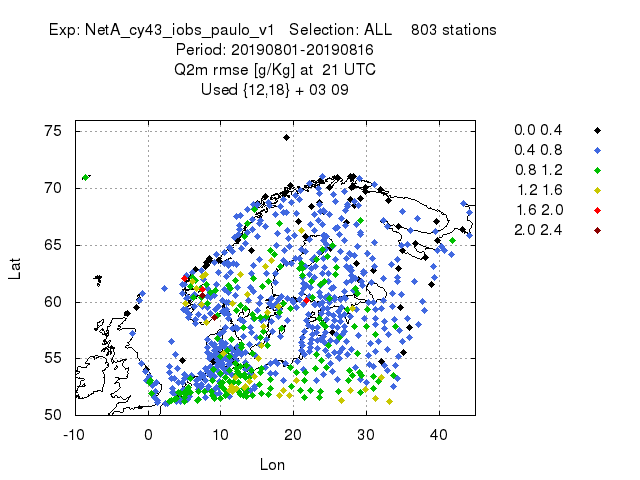 Exp: NetA_cy43_iobs_paulo_v1   Selection: ALL    803 stations
Period: 20190801-20190816
Q2m rmse [g/Kg] at  21 UTC
Used {12,18} + 03 09
75
70
65
60
55
50
-10 0 10 20 30 40
Lat
Lon
0.0 0.4
0.4 0.8
0.8 1.2
1.2 1.6
1.6 2.0
2.0 2.4